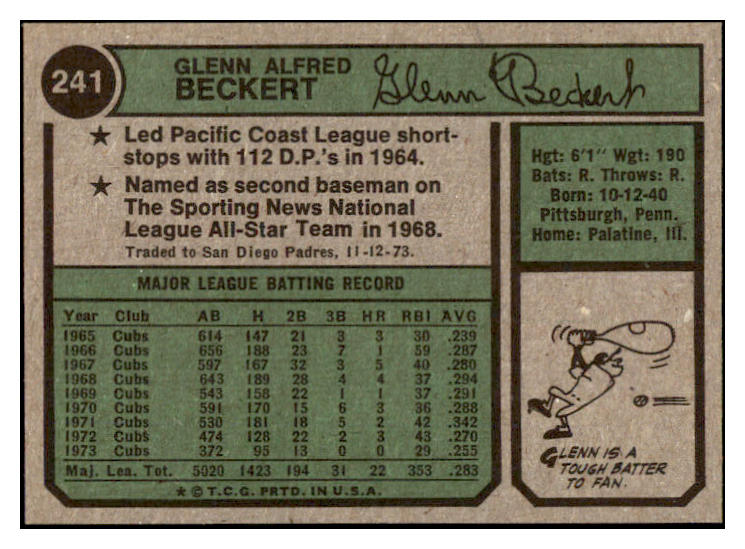 241
GLENN ALFRED
BECKERT
Glenn Beckert
★ Led Pacific Coast League short-
stops with 112 D.P.'s in 1964.
★ Named as second baseman on
The Sporting News National
League All-Star Team in 1968.
Traded to San Diego Padres, 11-12-73.
Hgt: 6'1" Wgt: 190
Bats: R. Throws: R.
Born: 10-12-40
Pittsburgh, Penn.
Home: Palatine, Ill.
MAJOR LEAGUE BATTING RECORD
Year Club AB H 2B 3B HR RBI AVG
1965 Cubs 614 147 21 3 3 30 .239
1966 Cubs 656 188 23 7 1 59 .287
1967 Cubs 597 167 32 3 5 40 .280
1968 Cubs 643 189 28 4 4 37 .294
1969 Cubs 543 158 22 1 1 37 .291
1970 Cubs 591 170 15 6 3 36 .288
1971 Cubs 530 181 18 5 2 42 .342
1972 Cubs 474 128 22 2 3 43 .270
1973 Cubs 372 95 13 0 0 29 .255
Maj. Lea. Tot. 5020 1423 194 31 22 353 .283
★ © T.C.G. PRTD. IN U.S.A.
GLENN IS A
TOUGH BATTER
TO FAN.